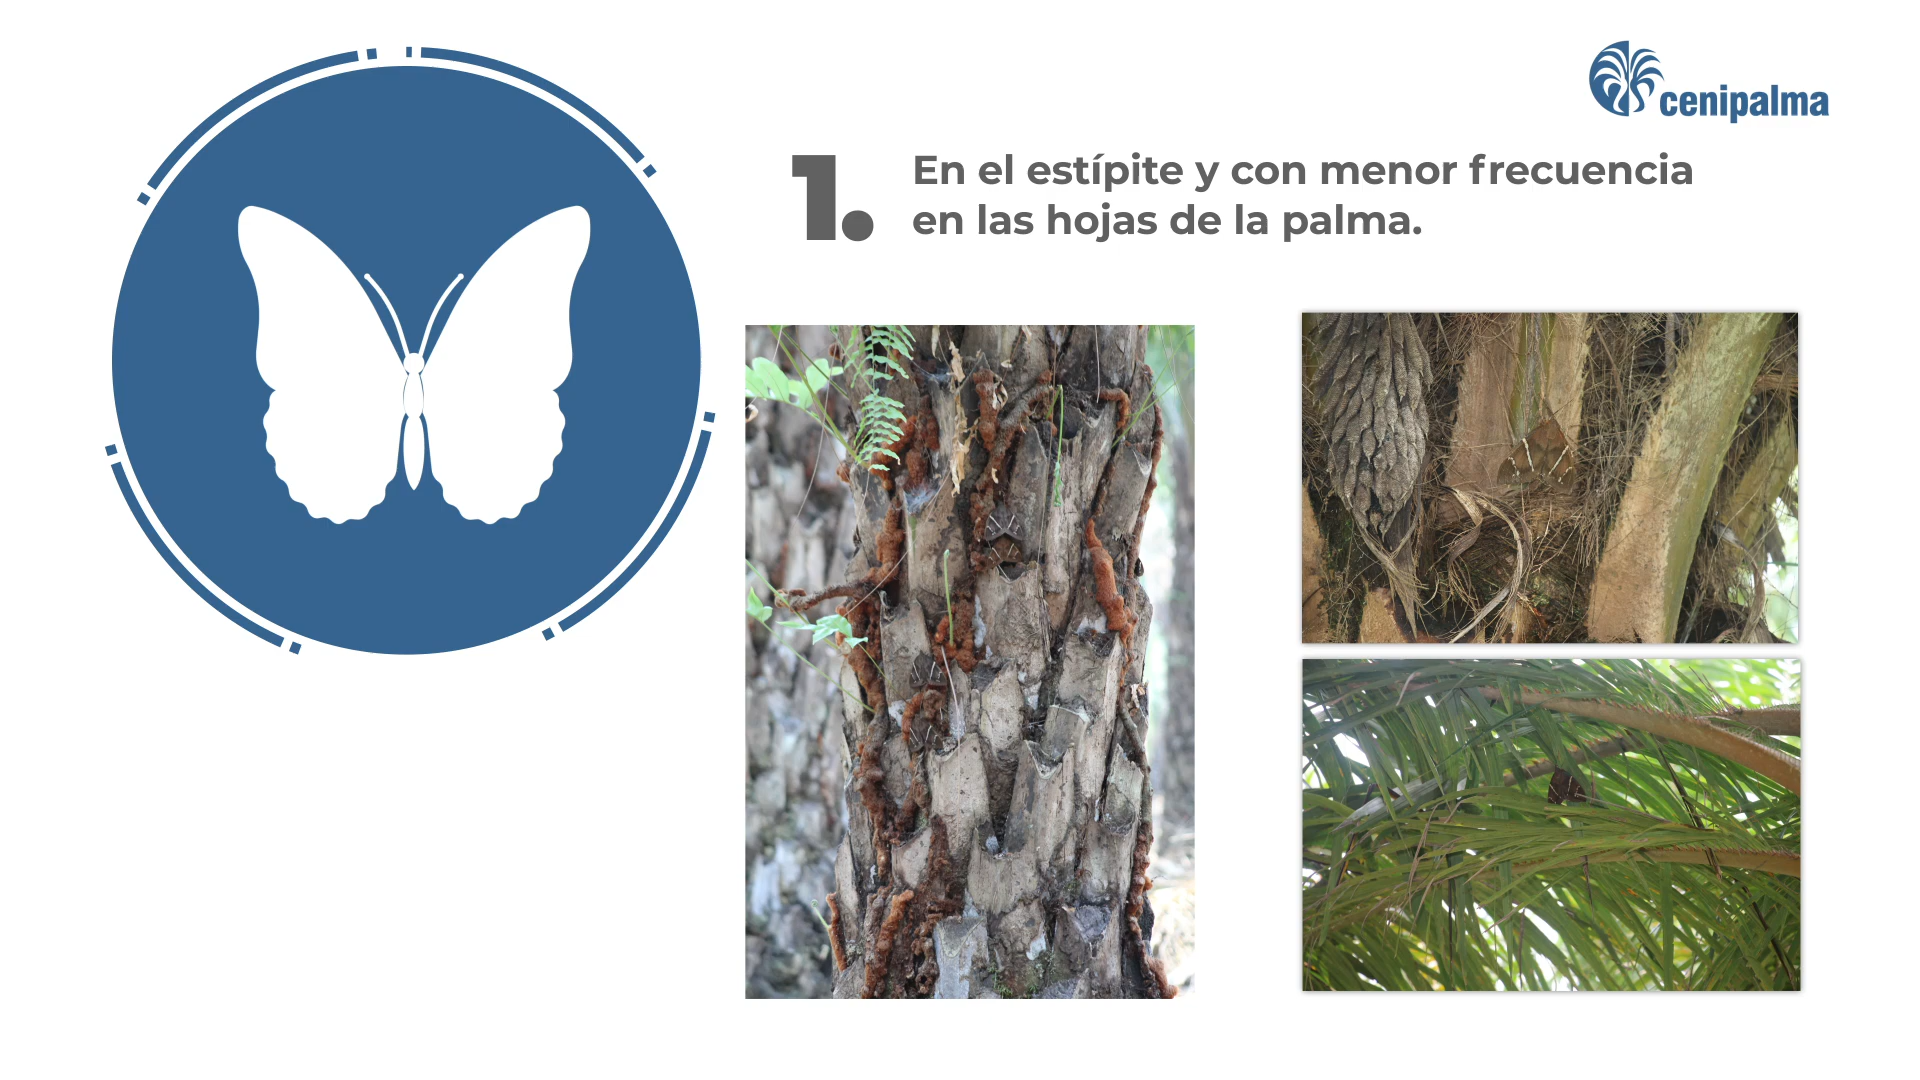 cenipalma
1.
En el estípite y con menor frecuencia
en las hojas de la palma.